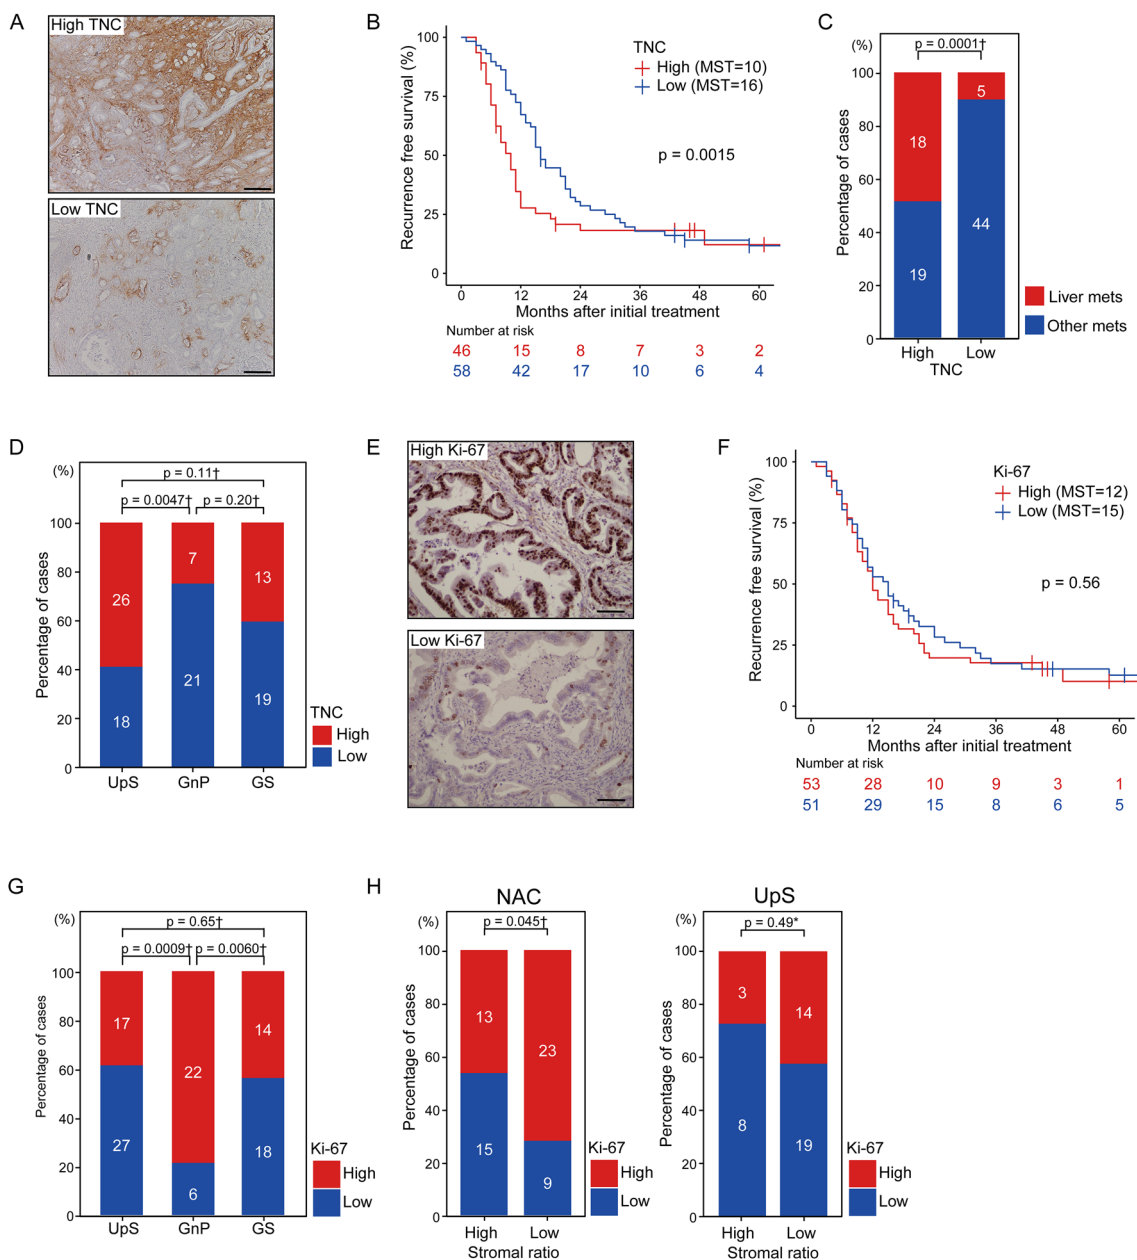 A
High TNC
Low TNC
B
Recurrence free survival (%)
100
75
50
25
0
TNC
High (MST=10)
Low (MST=16)
p = 0.0015
0 12 24 36 48 60
Months after initial treatment
Number at risk
46 15 8 7 3 2
58 42 17 10 6 4
C
(%)
p = 0.0001†
Percentage of cases
100
80
60
40
20
0
18 5
19 44
High Low
TNC
Liver mets
Other mets
D
(%)
p = 0.11†
p = 0.0047† p = 0.20†
Percentage of cases
100
80
60
40
20
0
26 7 13
18 21 19
UpS GnP GS
TNC
High
Low
E
High Ki-67
Low Ki-67
F
Recurrence free survival (%)
100
75
50
25
0
Ki-67
High (MST=12)
Low (MST=15)
p = 0.56
0 12 24 36 48 60
Months after initial treatment
Number at risk
53 28 10 9 3 1
51 29 15 8 6 5
G
(%)
p = 0.65†
p = 0.0009† p = 0.0060†
Percentage of cases
100
80
60
40
20
0
17 22 14
27 6 18
UpS GnP GS
Ki-67
High
Low
H
NAC
(%)
p = 0.045†
Percentage of cases
100
80
60
40
20
0
13 23
15 9
High Low
Stromal ratio
Ki-67
High
Low
UpS
(%)
p = 0.49*
Percentage of cases
100
80
60
40
20
0
3 14
8 19
High Low
Stromal ratio
Ki-67
High
Low